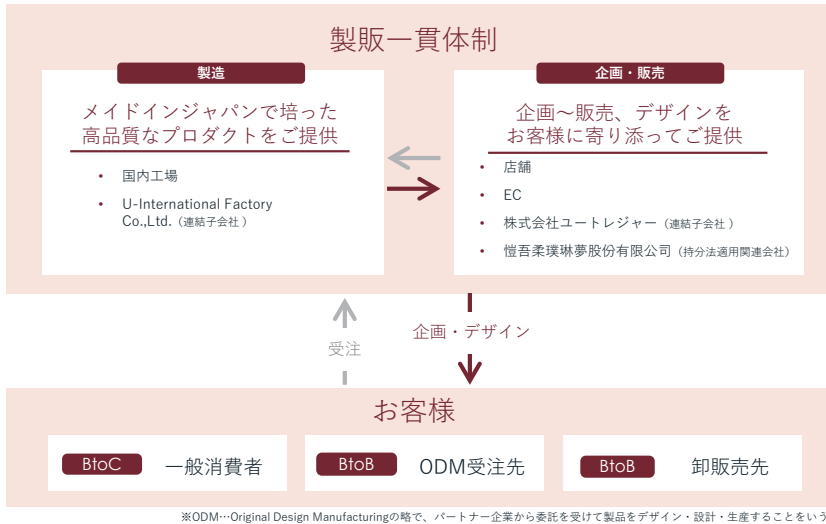 製販一貫体制
製造
メイドインジャパンで培った
高品質なプロダクトをご提供
• 国内工場
• U-International Factory
Co.,Ltd.（連結子会社）
企画・販売
企画～販売、デザインを
お客様に寄り添ってご提供
• 店舗
• EC
• 株式会社ユートレジャー（連結子会社）
• 愷吾柔璞琳夢股份有限公司（持分法適用関連会社）
受注
企画・デザイン
お客様
BtoC 一般消費者
BtoB ODM受注先
BtoB 卸販売先
※ODM…Original Design Manufacturingの略で、パートナー企業から委託を受けて製品をデザイン・設計・生産することをいう